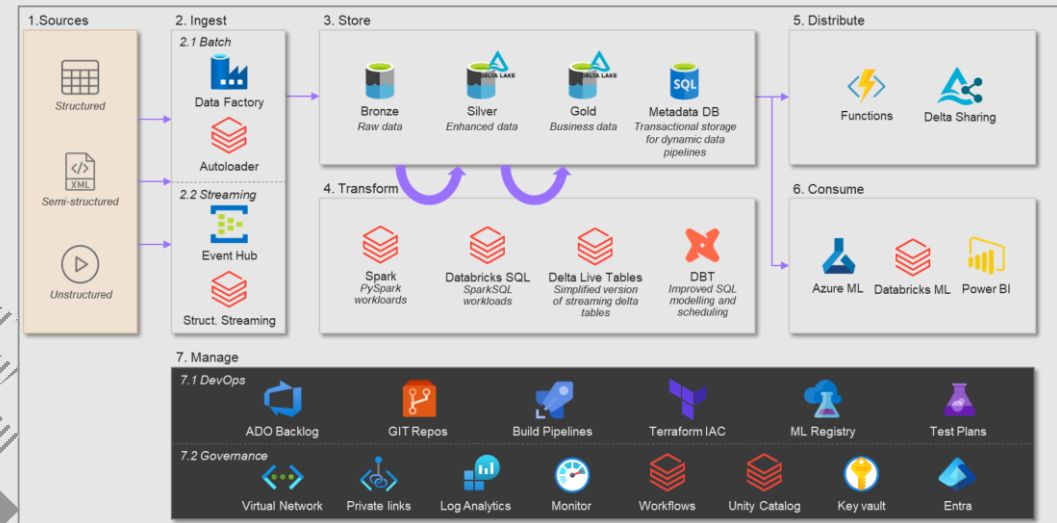 1.Sources
Structured
XML
Semi-structured
Unstructured
2. Ingest
2.1 Batch
Data Factory
Autoloader
2.2 Streaming
Event Hub
Struct. Streaming
3. Store
DELTA LAKE
DELTA LAKE
SQL
Bronze
Raw data
Silver
Enhanced data
Gold
Business data
Metadata DB
Transactional storage
for dynamic data
pipelines
4. Transform
Spark
PySpark
workloards
Databricks SQL
SparkSQL
workloads
Delta Live Tables
Simplified version
of streaming delta
tables
DBT
Improved SQL
modelling and
scheduling
5. Distribute
Functions
Delta Sharing
6. Consume
Azure ML
Databricks ML
Power BI
7. Manage
7.1 DevOps
ADO Backlog
GIT Repos
Build Pipelines
Terraform IAC
ML Registry
Test Plans
7.2 Governance
Virtual Network
Private links
Log Analytics
Monitor
Workflows
Unity Catalog
Key vault
Entra